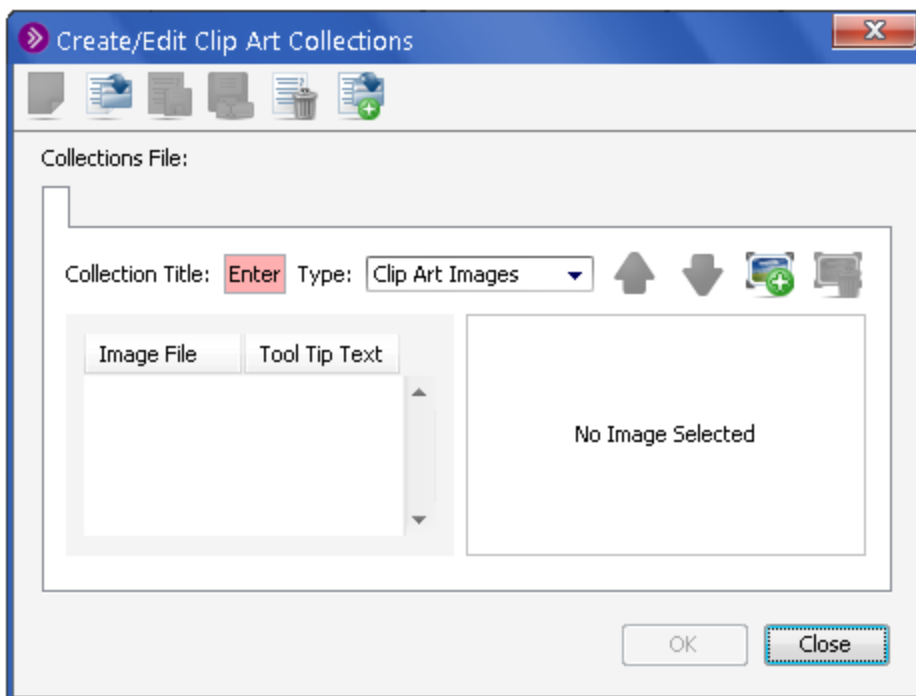 Create/Edit Clip Art Collections
Collections File:
Collection Title: Enter Type: Clip Art Images
Image File Tool Tip Text
No Image Selected
OK Close